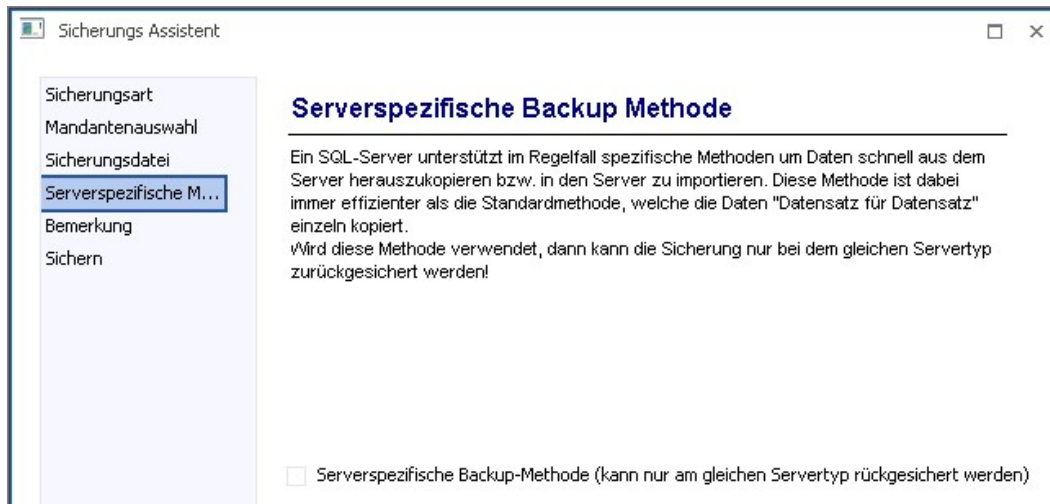 Sicherungs Assistent
Sicherungsart
Mandantenauswahl
Sicherungsdatei
Serverspezifische M...
Bemerkung
Sichern
Serverspezifische Backup Methode
Ein SQL-Server unterstützt im Regelfall spezifische Methoden um Daten schnell aus dem
Server herauszukopieren bzw. in den Server zu importieren. Diese Methode ist dabei
immer effizienter als die Standardmethode, welche die Daten "Datensatz für Datensatz"
einzeln kopiert.
Wird diese Methode verwendet, dann kann die Sicherung nur bei dem gleichen Servertyp
zurückgesichert werden!
Serverspezifische Backup-Methode (kann nur am gleichen Servertyp rückgesichert werden)